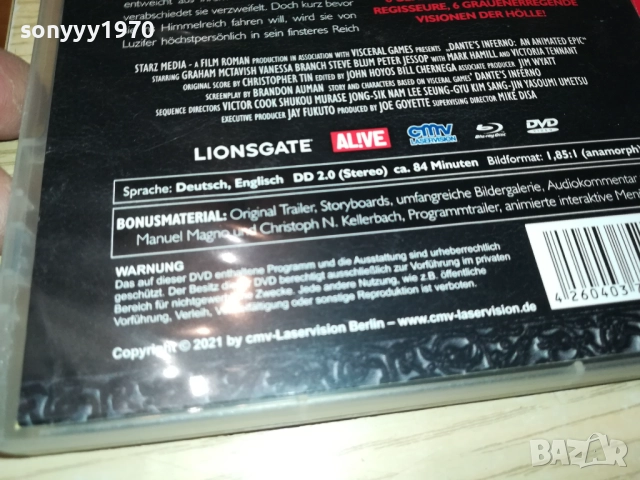 sonyyy1970
entweicht aus
verabschiedet sie verzweifelt. Doch kurz bevor
Himmelreich fahren will, wird sie von
Luzifer höchstpersönlich in sein finsteres Reich
REGISSEURE, 6 GRAUENERREGENDE
VISIONEN DER HÖLLE!
STARZ MEDIA - A FILM ROMAN PRODUCTION IN ASSOCIATION WITH VISCERAL GAMES PRESENTS „DANTE'S INFERNO: AN ANIMATED EPIC"
STARRING GRAHAM MCTAVISH VANESSA BRANCH STEVE BLUM PETER JESSOP WITH MARK HAMILL AND VICTORIA TENNANT
ORIGINAL SCORE BY CHRISTOPHER TIN EDITED BY JOHN HOYOS BILL CHERNEGA ASSOCIATE PRODUCER JIM WYATT
SCREENPLAY BY BRANDON AUMAN STORY AND CHARACTERS BASED ON VISCERAL GAMES' DANTE'S INFERNO
SEQUENCE DIRECTORS VICTOR COOK SHUKOU MURASE JONG-SIK NAM LEE SEUNG-GYU KIM SANG-JIN YASOUMI UMETSU
EXECUTIVE PRODUCER JAY FUKUTO PRODUCED BY JOE GOYETTE SUPERVISING DIRECTOR MIKE DISA
LIONSGATE AL!VE cmv LASERVISION Blu-ray Disc DVD VIDEO
Sprache: Deutsch, Englisch DD 2.0 (Stereo) ca. 84 Minuten Bildformat: 1,85:1 (anamorph
BONUSMATERIAL: Original Trailer, Storyboards, umfangreiche Bildergalerie, Audiokommentar
Manuel Magno und Christoph N. Kellerbach, Programmtrailer, animierte interaktive Me
WARNUNG
Das auf dieser DVD enthaltene Programm und die Ausstattung sind urheberrechtlich
geschützt. Der Besitz dieser DVD berechtigt ausschließlich zur Vorführung im privaten
Bereich für nichtgewerbliche Zwecke. Jede andere Nutzung, wie z.B. öffentliche
Vorführung, Verleih, Vervielfältigung oder sonstige Reproduktion ist verboten.
Copyright © 2021 by cmv-Laservision Berlin – www.cmv-laservision.de
4 260403
BAZAR